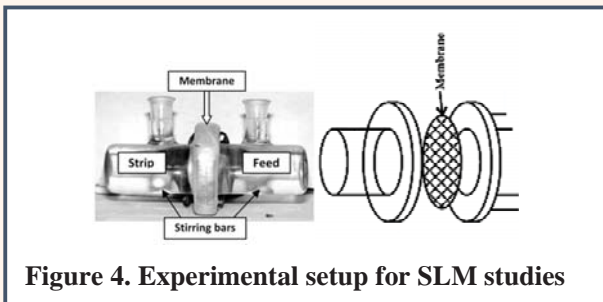 Membrane
Membrane
Strip
Feed
Stirring bars
Figure 4. Experimental setup for SLM studies